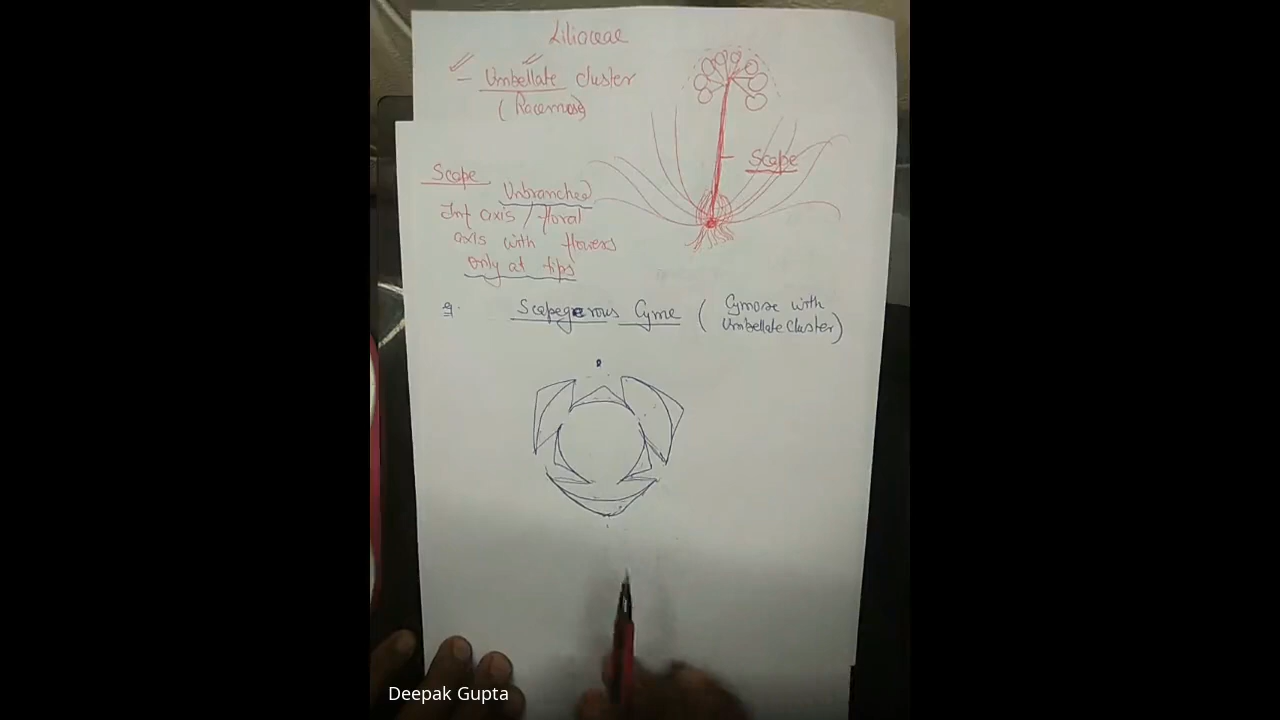 Liliaceae
- Umbellate cluster
(Racemose)
Scape
Scape
Unbranched
Inf axis / floral
axis with flowers
only at tips
eg. Scapegerous Cyme ( Cymose with
Umbellate cluster)
Deepak Gupta